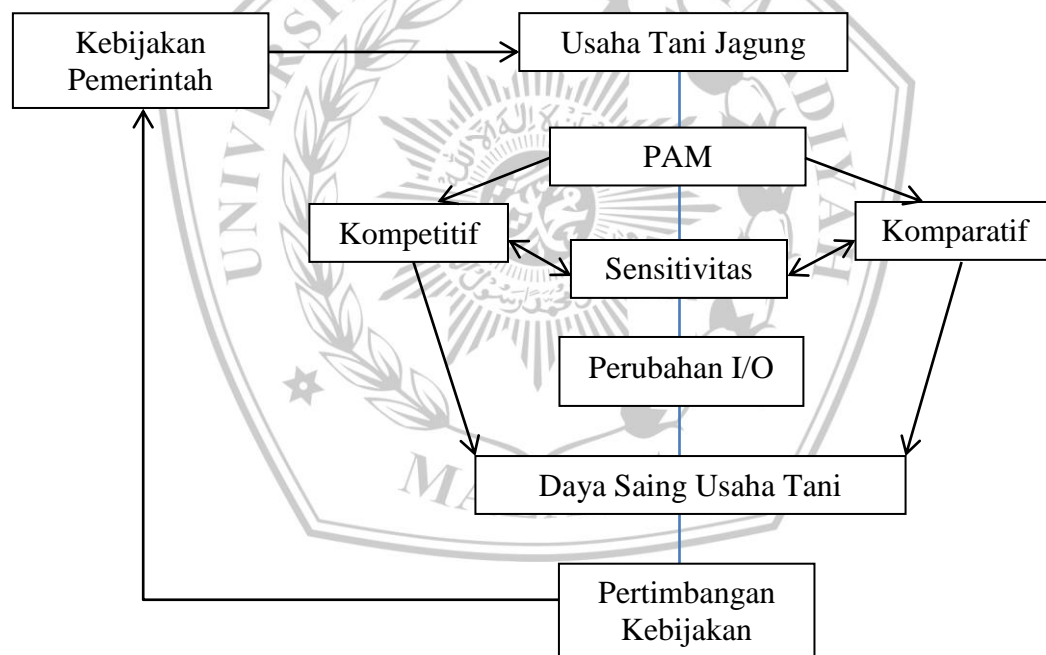 Kebijakan
Pemerintah
Usaha Tani Jagung
PAM
Kompetitif
Komparatif
Sensitivitas
Perubahan I/O
Daya Saing Usaha Tani
Pertimbangan
Kebijakan